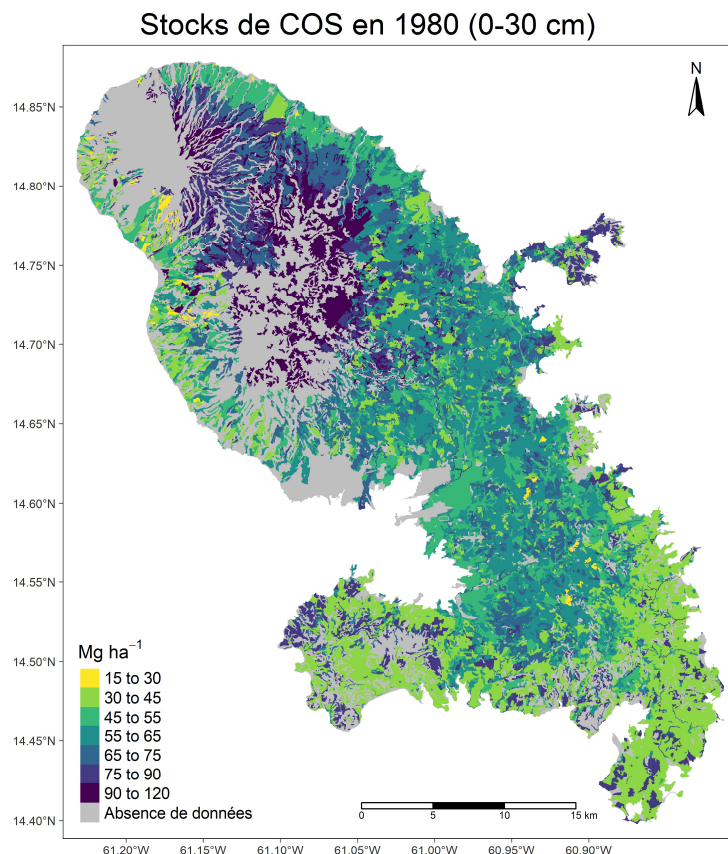 Stocks de COS en 1980 (0-30 cm)
N
14.85°N
14.80°N
14.75°N
14.70°N
14.65°N
14.60°N
14.55°N
14.50°N
14.45°N
14.40°N
Mg ha⁻¹
15 to 30
30 to 45
45 to 55
55 to 65
65 to 75
75 to 90
90 to 120
Absence de données
0 5 10 15 km
61.20°W 61.15°W 61.10°W 61.05°W 61.00°W 60.95°W 60.90°W